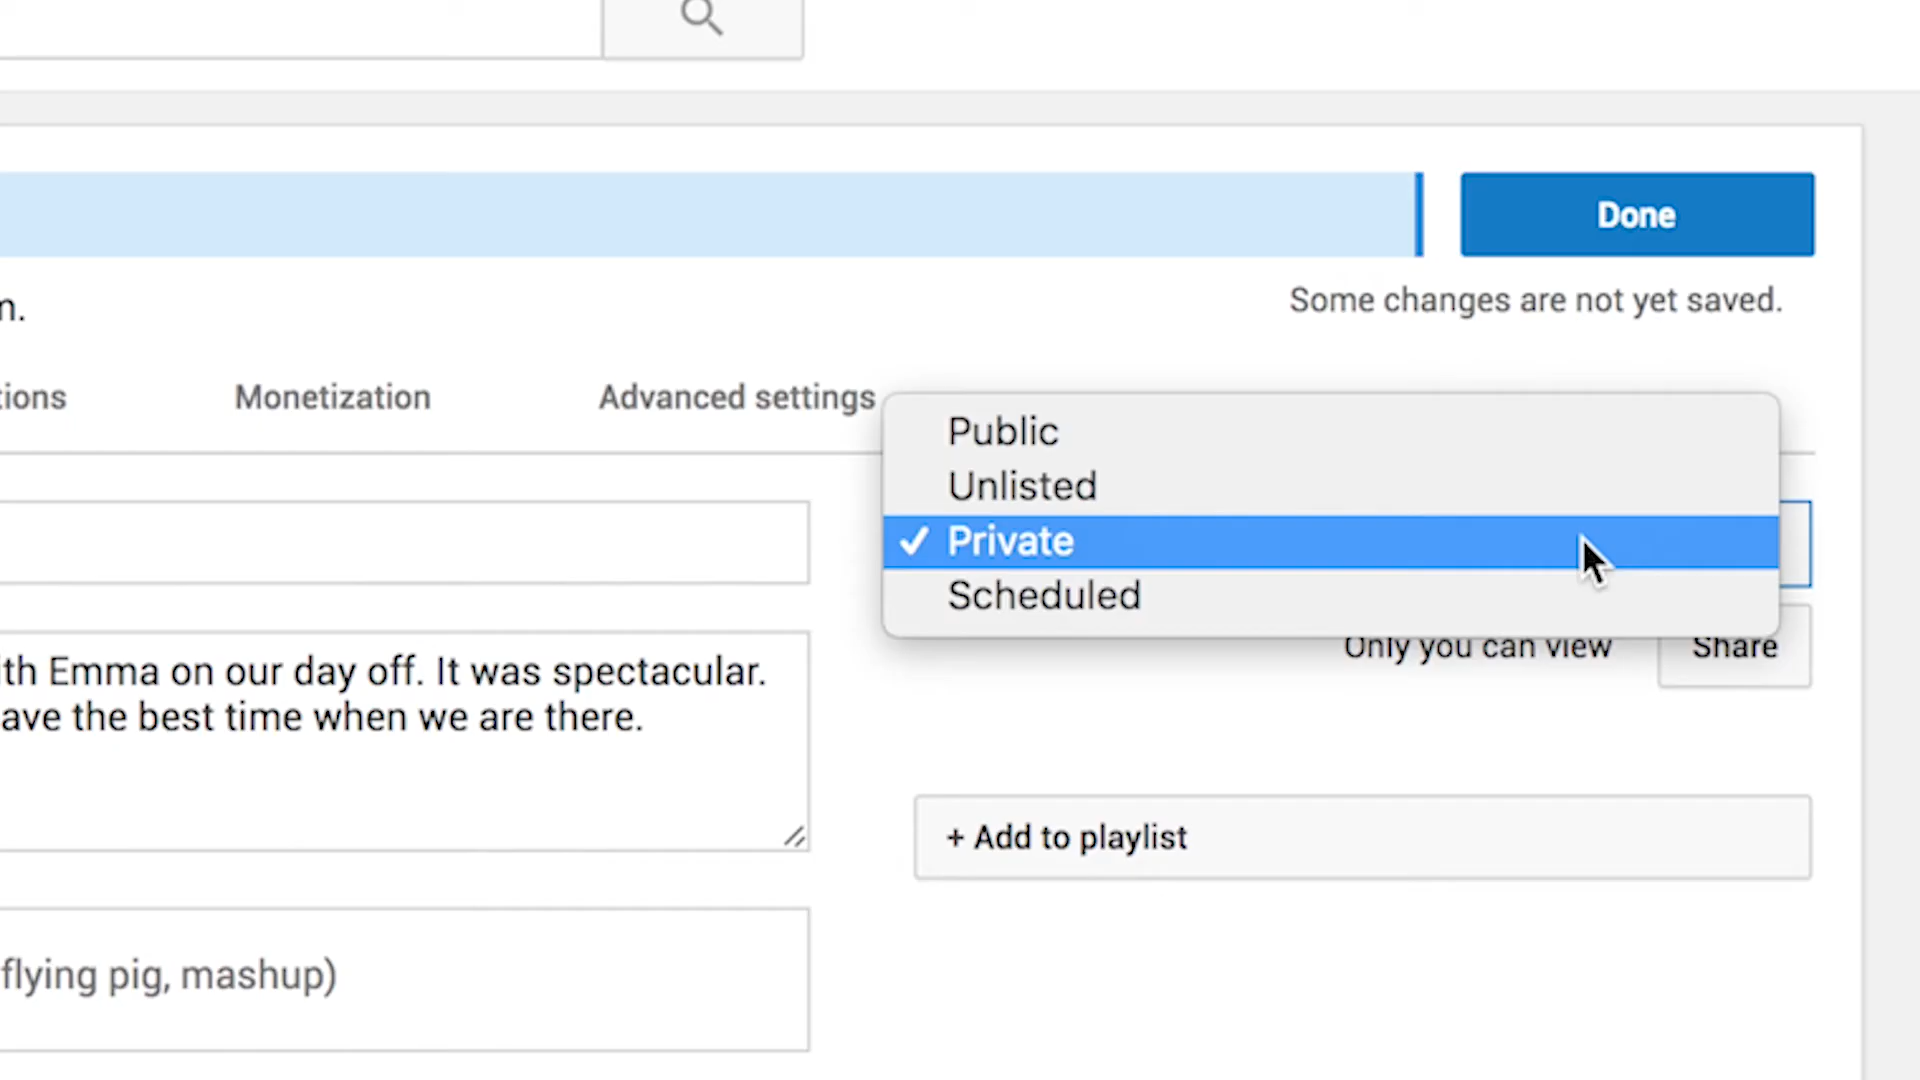 Done
m.
Some changes are not yet saved.
tions
Monetization
Advanced settings
Public
Unlisted
✓ Private
Scheduled
Only you can view
Share
ith Emma on our day off. It was spectacular.
ave the best time when we are there.
+ Add to playlist
flying pig, mashup)